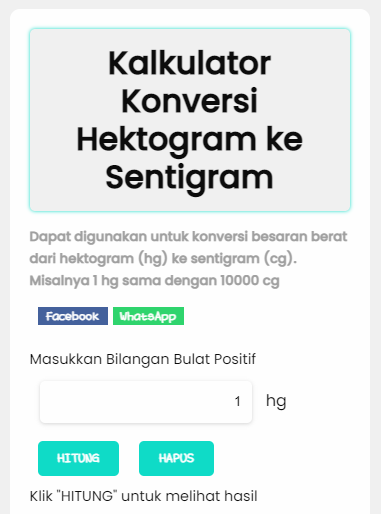 Kalkulator
Konversi
Hektogram ke
Sentigram
Dapat digunakan untuk konversi besaran berat
dari hektogram (hg) ke sentigram (cg).
Misalnya 1 hg sama dengan 10000 cg
Facebook WhatsApp
Masukkan Bilangan Bulat Positif
1 hg
HITUNG HAPUS
Klik "HITUNG" untuk melihat hasil